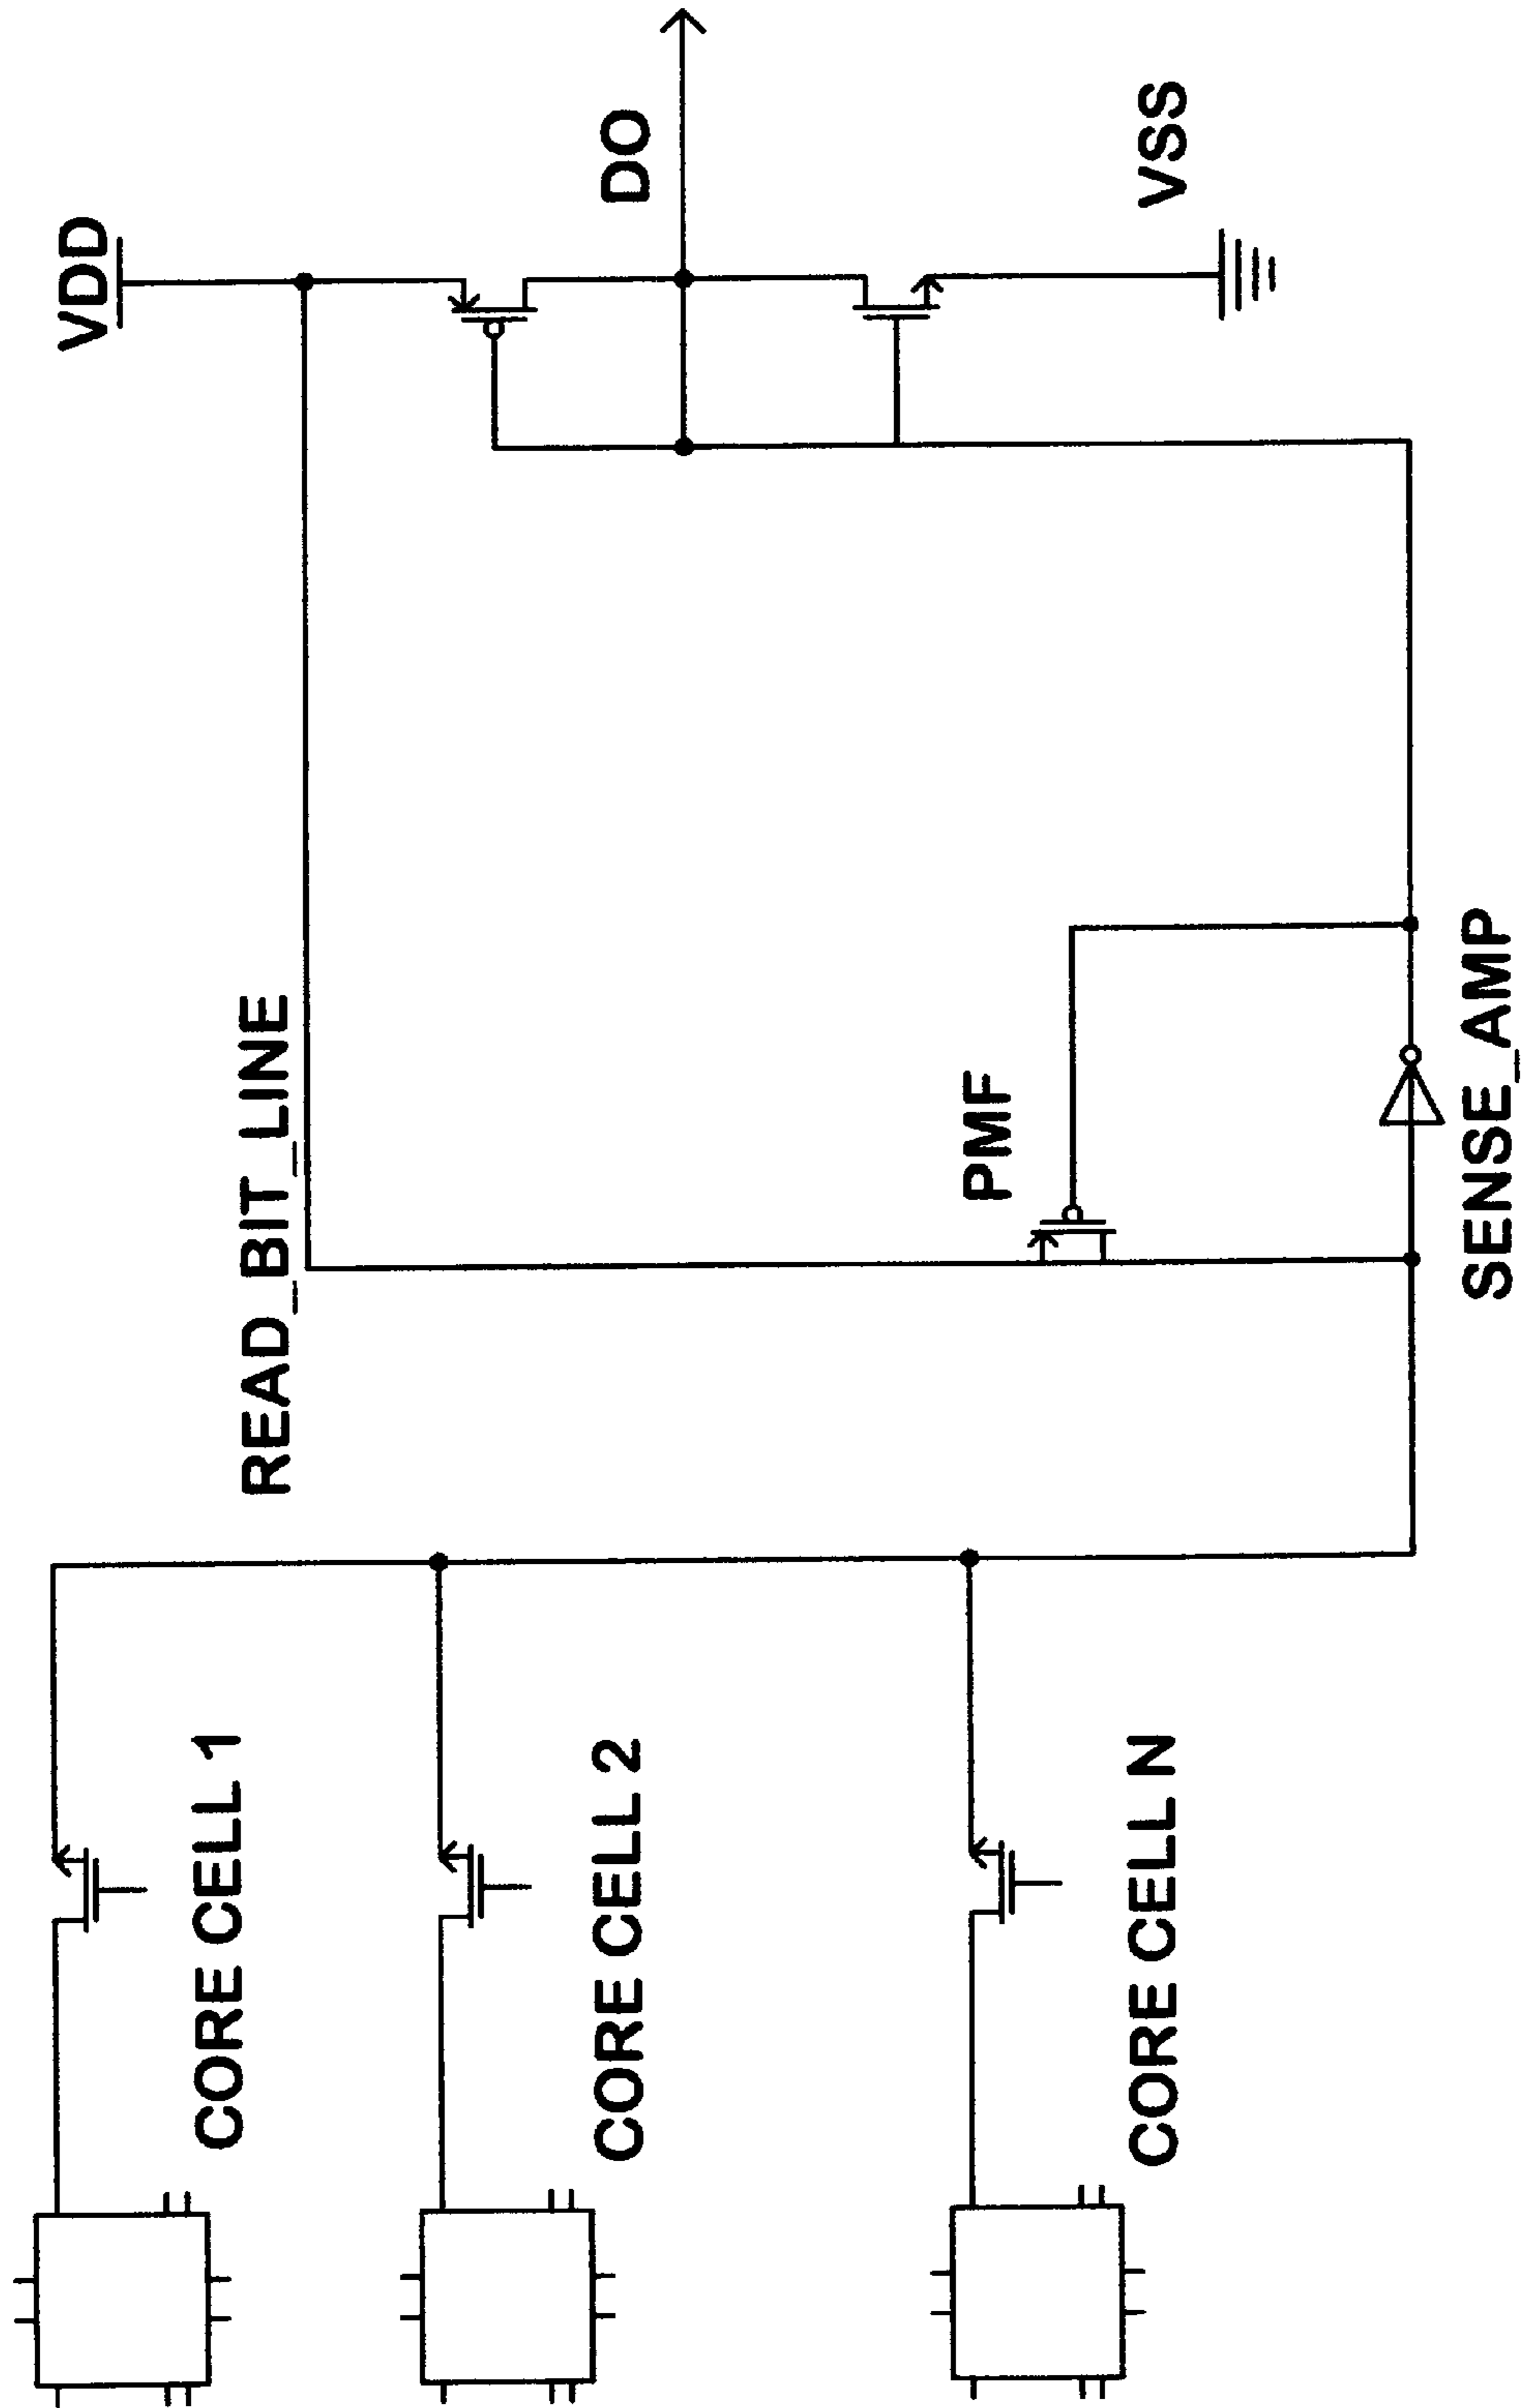 CORE CELL 1
CORE CELL 2
CORE CELL N
READ_BIT_LINE
PMF
SENSE_AMP
VDD
DO
VSS